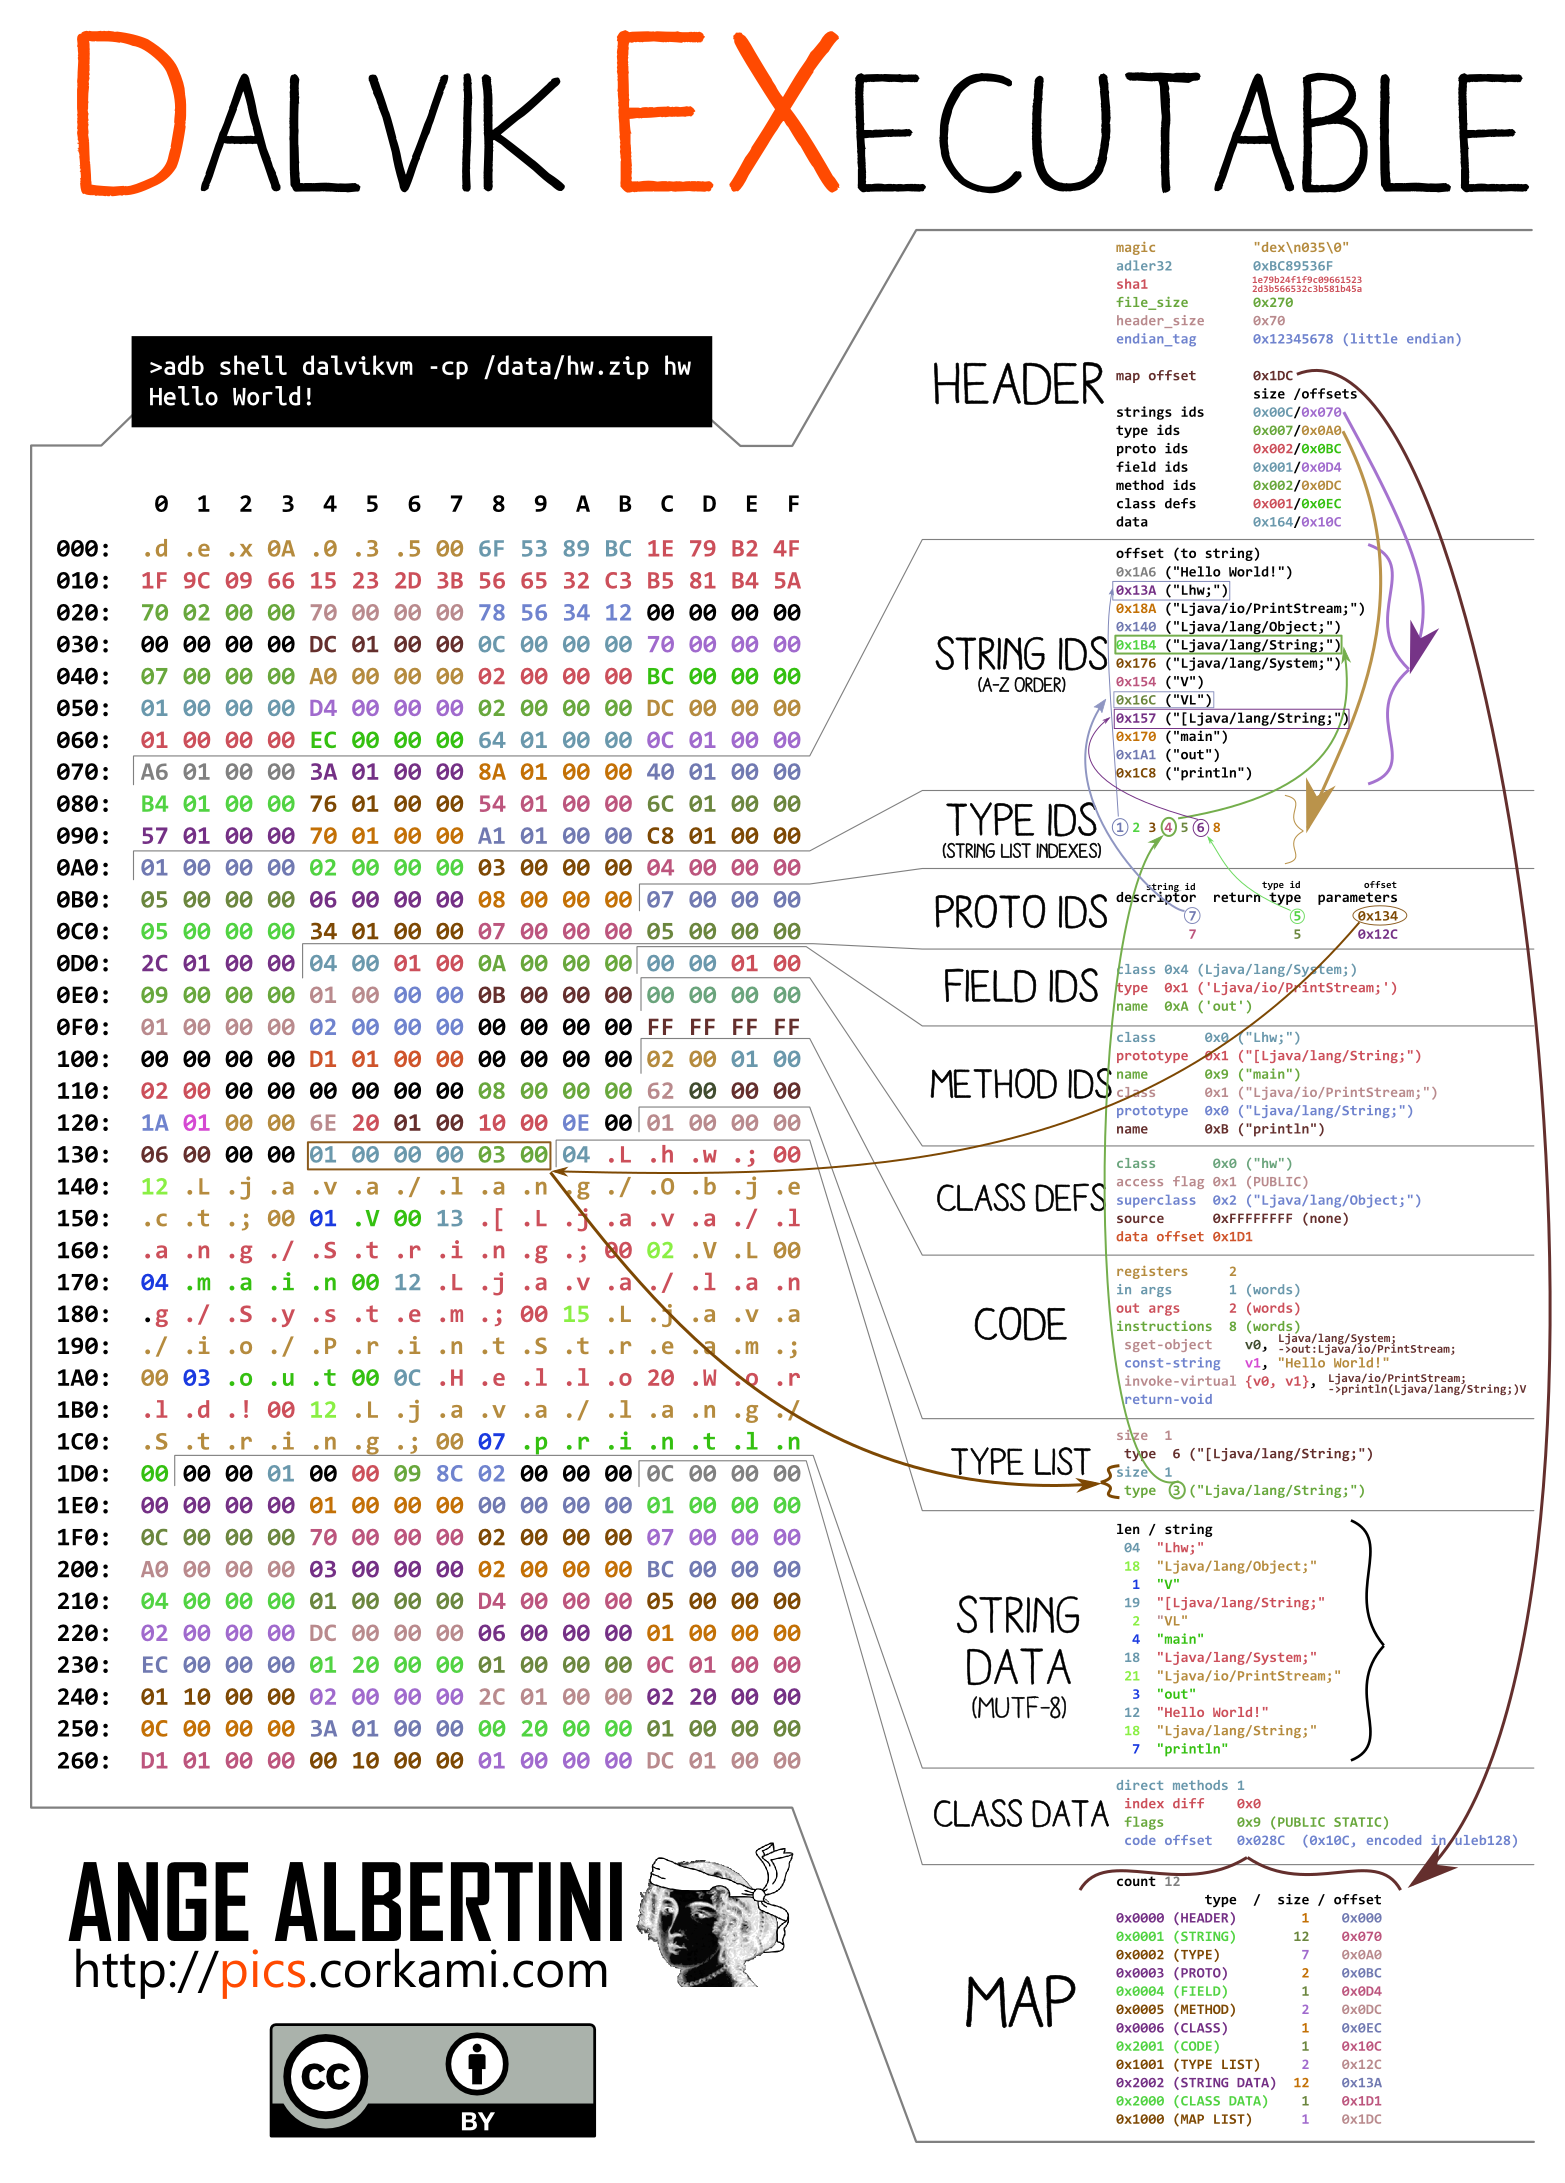 DALVIK EXECUTABLE
>adb shell dalvikvm -cp /data/hw.zip hw
Hello World!
0 1 2 3 4 5 6 7 8 9 A B C D E F
000: .d .e .x 0A .0 .3 .5 00 6F 53 89 BC 1E 79 B2 4F
010: 1F 9C 09 66 15 23 2D 3B 56 65 32 C3 B5 81 B4 5A
020: 70 02 00 00 70 00 00 00 78 56 34 12 00 00 00 00
030: 00 00 00 00 DC 01 00 00 0C 00 00 00 70 00 00 00
040: 07 00 00 00 A0 00 00 00 02 00 00 00 BC 00 00 00
050: 01 00 00 00 D4 00 00 00 02 00 00 00 DC 00 00 00
060: 01 00 00 00 EC 00 00 00 64 01 00 00 0C 01 00 00
070: A6 01 00 00 3A 01 00 00 8A 01 00 00 40 01 00 00
080: B4 01 00 00 76 01 00 00 54 01 00 00 6C 01 00 00
090: 57 01 00 00 70 01 00 00 A1 01 00 00 C8 01 00 00
0A0: 01 00 00 00 02 00 00 00 03 00 00 00 04 00 00 00
0B0: 05 00 00 00 06 00 00 00 08 00 00 00 07 00 00 00
0C0: 05 00 00 00 34 01 00 00 07 00 00 00 05 00 00 00
0D0: 2C 01 00 00 04 00 01 00 0A 00 00 00 00 00 01 00
0E0: 09 00 00 00 01 00 00 00 0B 00 00 00 00 00 00 00
0F0: 01 00 00 00 02 00 00 00 00 00 00 00 FF FF FF FF
100: 00 00 00 00 D1 01 00 00 00 00 00 00 02 00 01 00
110: 02 00 00 00 00 00 00 00 08 00 00 00 62 00 00 00
120: 1A 01 00 00 6E 20 01 00 10 00 0E 00 01 00 00 00
130: 06 00 00 00 01 00 00 00 03 00 04 .L .h .w .; 00
140: 12 .L .j .a .v .a ./ .l .a .n .g ./ .O .b .j .e
150: .c .t .; 00 01 .V 00 13 .[ .L .j .a .v .a ./ .l
160: .a .n .g ./ .S .t .r .i .n .g .; 00 02 .V .L 00
170: 04 .m .a .i .n 00 12 .L .j .a .v .a ./ .l .a .n
180: .g ./ .S .y .s .t .e .m .; 00 15 .L .j .a .v .a
190: ./ .i .o ./ .P .r .i .n .t .S .t .r .e .a .m .;
1A0: 00 03 .o .u .t 00 0C .H .e .l .l .o 20 .W .o .r
1B0: .l .d .! 00 12 .L .j .a .v .a ./ .l .a .n .g ./
1C0: .S .t .r .i .n .g .; 00 07 .p .r .i .n .t .l .n
1D0: 00 00 00 01 00 00 09 8C 02 00 00 00 0C 00 00 00
1E0: 00 00 00 00 01 00 00 00 00 00 00 00 01 00 00 00
1F0: 0C 00 00 00 70 00 00 00 02 00 00 00 07 00 00 00
200: A0 00 00 00 03 00 00 00 02 00 00 00 BC 00 00 00
210: 04 00 00 00 01 00 00 00 D4 00 00 00 05 00 00 00
220: 02 00 00 00 DC 00 00 00 06 00 00 00 01 00 00 00
230: EC 00 00 00 01 20 00 00 01 00 00 00 0C 01 00 00
240: 01 10 00 00 02 00 00 00 2C 01 00 00 02 20 00 00
250: 0C 00 00 00 3A 01 00 00 00 20 00 00 01 00 00 00
260: D1 01 00 00 00 10 00 00 01 00 00 00 DC 01 00 00
HEADER
magic "dex\n035\0"
adler32 0xBC89536F
sha1 1e79b24f1f9c09661523
2d3b566532c3b581b45a
file_size 0x270
header_size 0x70
endian_tag 0x12345678 (little endian)
map offset 0x1DC
size /offsets
strings ids 0x00C/0x070
type ids 0x007/0x0A0
proto ids 0x002/0x0BC
field ids 0x001/0x0D4
method ids 0x002/0x0DC
class defs 0x001/0x0EC
data 0x164/0x10C
STRING IDS
(A-Z ORDER)
offset (to string)
0x1A6 ("Hello World!")
0x13A ("Lhw;")
0x18A ("Ljava/io/PrintStream;")
0x140 ("Ljava/lang/Object;")
0x1B4 ("Ljava/lang/String;")
0x176 ("Ljava/lang/System;")
0x154 ("V")
0x16C ("VL")
0x157 ("[Ljava/lang/String;")
0x170 ("main")
0x1A1 ("out")
0x1C8 ("println")
TYPE IDS
(STRING LIST INDEXES)
1 2 3 4 5 6 8
PROTO IDS
string id type id offset
descriptor return type parameters
7 5 0x134
7 5 0x12C
FIELD IDS
class 0x4 (Ljava/lang/System;)
type 0x1 ('Ljava/io/PrintStream;')
name 0xA ('out')
METHOD IDS
class 0x0 ("Lhw;")
prototype 0x1 ("[Ljava/lang/String;")
name 0x9 ("main")
class 0x1 ("Ljava/io/PrintStream;")
prototype 0x0 ("Ljava/lang/String;")
name 0xB ("println")
CLASS DEFS
class 0x0 ("hw")
access flag 0x1 (PUBLIC)
superclass 0x2 ("Ljava/lang/Object;")
source 0xFFFFFFFF (none)
data offset 0x1D1
CODE
registers 2
in args 1 (words)
out args 2 (words)
instructions 8 (words)
sget-object v0, Ljava/lang/System;
->out:Ljava/io/PrintStream;
const-string v1, "Hello World!"
invoke-virtual {v0, v1}, Ljava/io/PrintStream;
->println(Ljava/lang/String;)V
return-void
TYPE LIST
size 1
type 6 ("[Ljava/lang/String;")
size 1
type 3 ("Ljava/lang/String;")
STRING
DATA
(MUTF-8)
len / string
04 "Lhw;"
18 "Ljava/lang/Object;"
1 "V"
19 "[Ljava/lang/String;"
2 "VL"
4 "main"
18 "Ljava/lang/System;"
21 "Ljava/io/PrintStream;"
3 "out"
12 "Hello World!"
18 "Ljava/lang/String;"
7 "println"
CLASS DATA
direct methods 1
index diff 0x0
flags 0x9 (PUBLIC STATIC)
code offset 0x028C (0x10C, encoded in uleb128)
MAP
count 12
type / size / offset
0x0000 (HEADER) 1 0x000
0x0001 (STRING) 12 0x070
0x0002 (TYPE) 7 0x0A0
0x0003 (PROTO) 2 0x0BC
0x0004 (FIELD) 1 0x0D4
0x0005 (METHOD) 2 0x0DC
0x0006 (CLASS) 1 0x0EC
0x2001 (CODE) 1 0x10C
0x1001 (TYPE LIST) 2 0x12C
0x2002 (STRING DATA) 12 0x13A
0x2000 (CLASS DATA) 1 0x1D1
0x1000 (MAP LIST) 1 0x1DC
ANGE ALBERTINI
http://pics.corkami.com
cc
BY